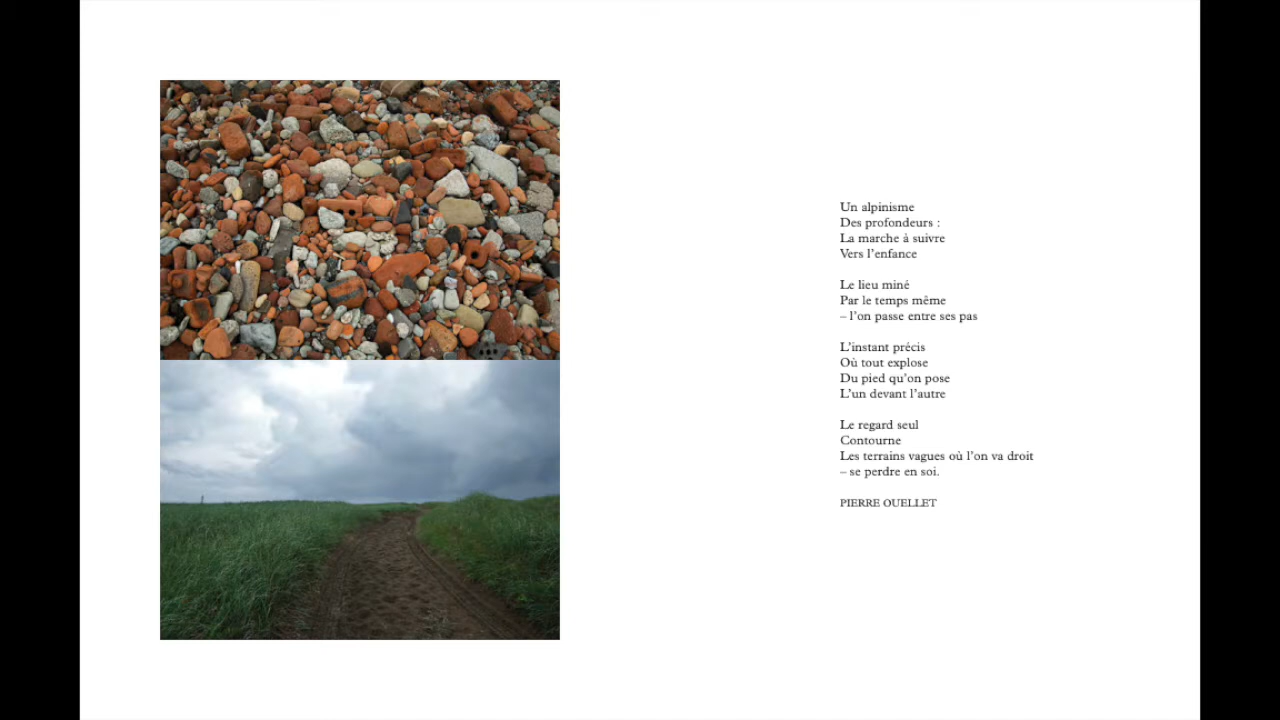 Un alpinisme
Des profondeurs :
La marche à suivre
Vers l'enfance
Le lieu miné
Par le temps même
– l'on passe entre ses pas
L'instant précis
Où tout explose
Du pied qu'on pose
L'un devant l'autre
Le regard seul
Contourne
Les terrains vagues où l'on va droit
– se perdre en soi.
PIERRE OUELLET